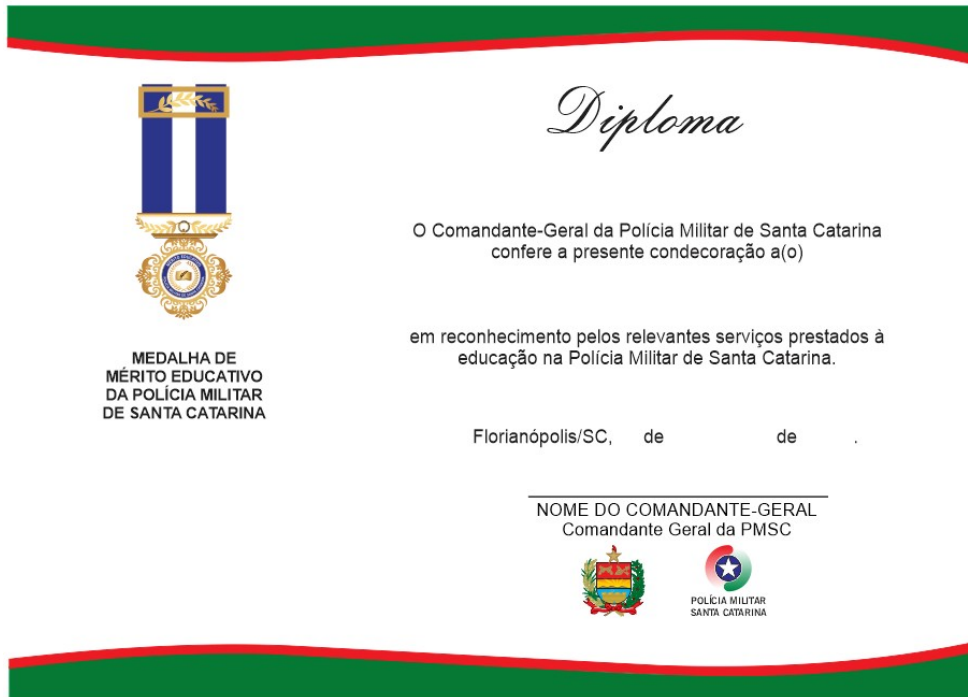 Diploma
O Comandante-Geral da Polícia Militar de Santa Catarina
confere a presente condecoração a(o)
em reconhecimento pelos relevantes serviços prestados à
educação na Polícia Militar de Santa Catarina.
MEDALHA DE
MÉRITO EDUCATIVO
DA POLÍCIA MILITAR
DE SANTA CATARINA
Florianópolis/SC, de de .
NOME DO COMANDANTE-GERAL
Comandante Geral da PMSC
POLÍCIA MILITAR
SANTA CATARINA